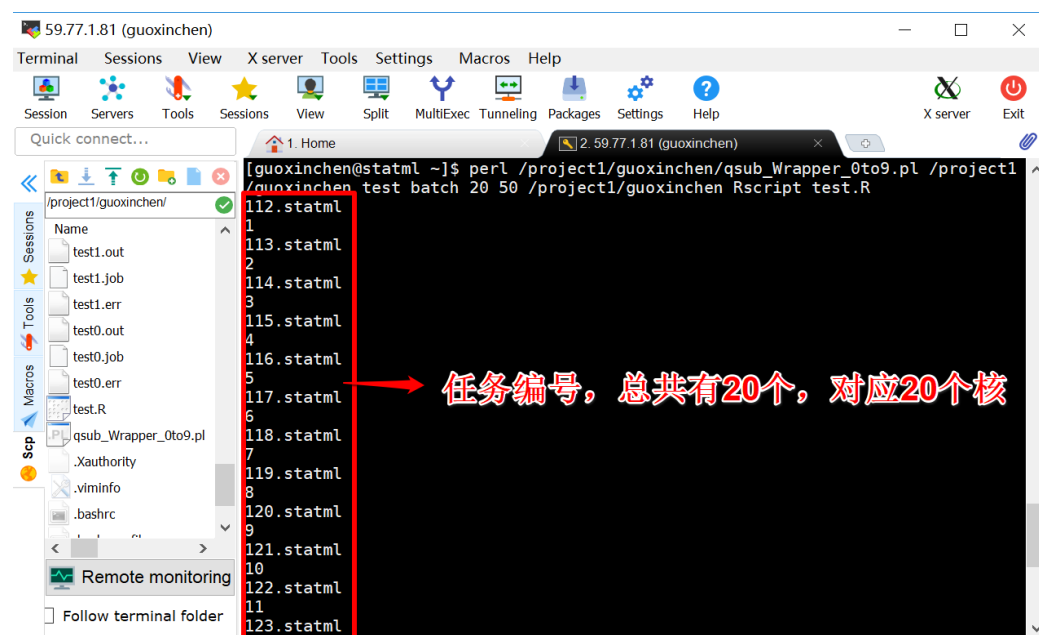 59.77.1.81 (guoxinchen)
Terminal Sessions View X server Tools Settings Macros Help
Session Servers Tools Sessions View Split MultiExec Tunneling Packages Settings Help X server Exit
Quick connect...
1. Home
2. 59.77.1.81 (guoxinchen)
/project1/guoxinchen/
Name
test1.out
test1.job
test1.err
test0.out
test0.job
test0.err
test.R
qsub_Wrapper_0to9.pl
.Xauthority
.viminfo
.bashrc
Remote monitoring
Follow terminal folder
Sessions
Tools
Macros
Scp
[guoxinchen@statml ~]$ perl /project1/guoxinchen/qsub_Wrapper_0to9.pl /project1
/guoxinchen test batch 20 50 /project1/guoxinchen Rscript test.R
112.statml
1
113.statml
2
114.statml
3
115.statml
4
116.statml
5
117.statml
6
118.statml
7
119.statml
8
120.statml
9
121.statml
10
122.statml
11
123.statml
任务编号，总共有20个，对应20个核